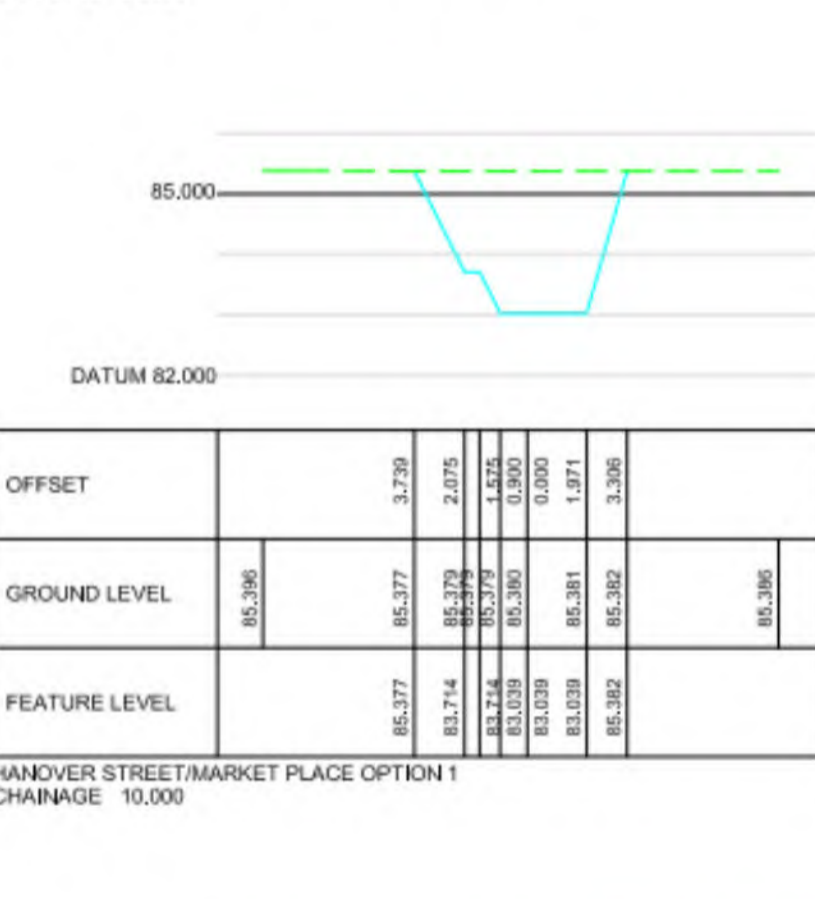 85.000
DATUM 82.000
OFFSET 3.739 2.075 1.575 0.900 0.000 1.971 3.306
GROUND LEVEL 85.396 85.377 85.379 85.379 85.379 85.380 85.381 85.382 85.386
FEATURE LEVEL 85.377 83.714 83.714 83.039 83.039 83.039 85.382
HANOVER STREET/MARKET PLACE OPTION 1
CHAINAGE 10.000